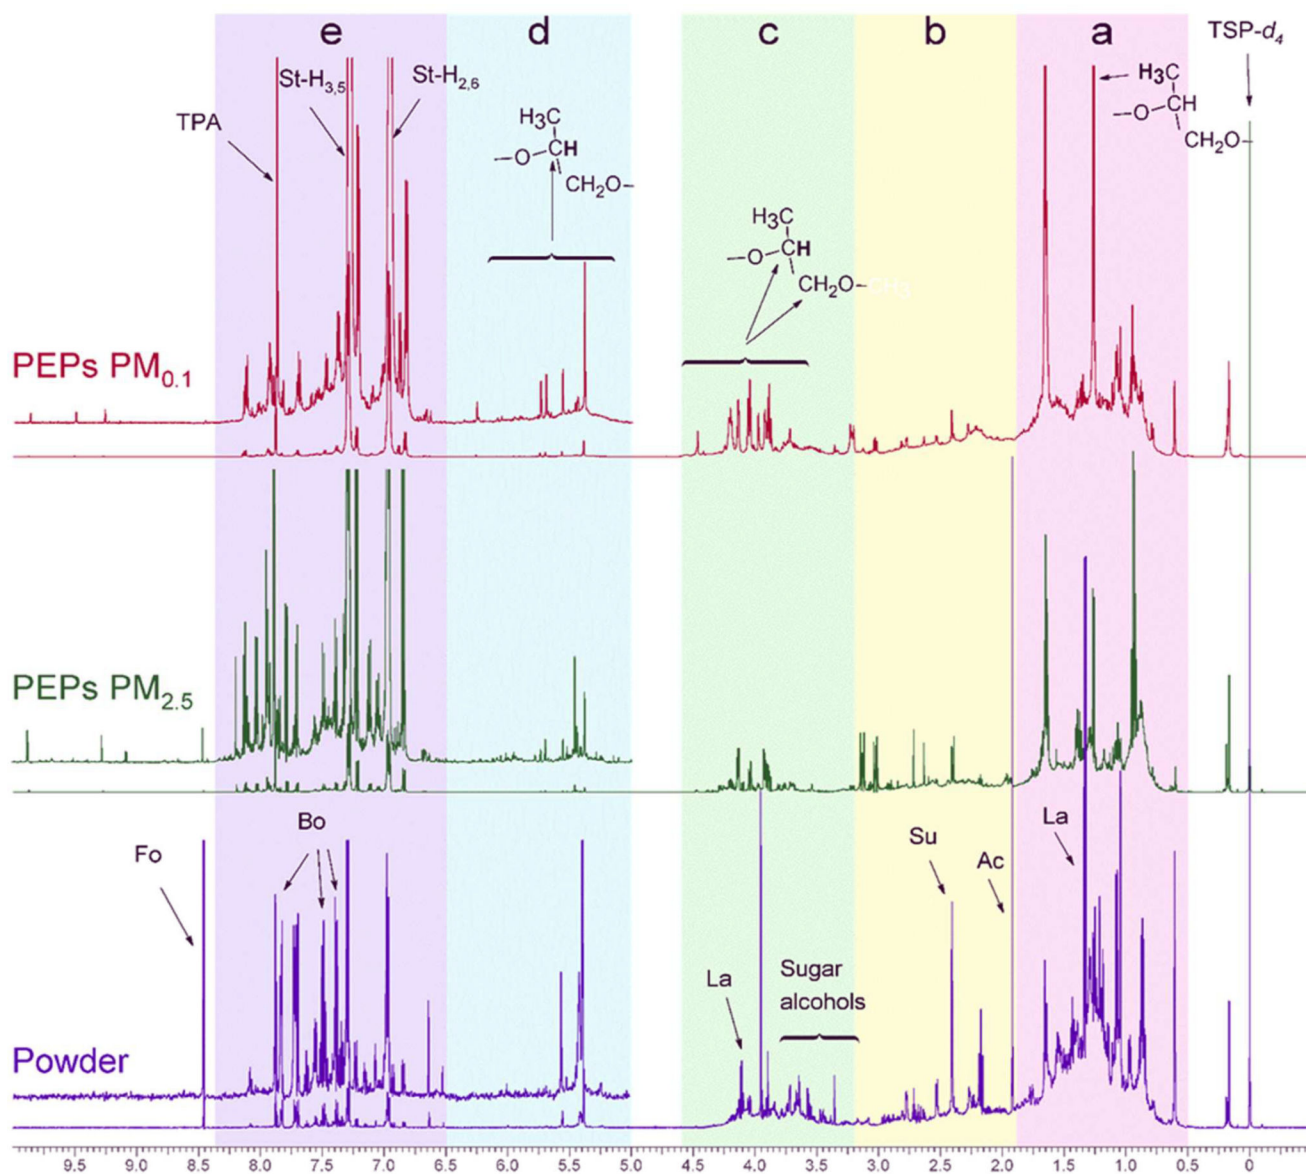 e d c b a TSP-d₄
St-H₃,₅ St-H₂,₆ H₃C H3C
TPA —O—CH —O—CH
CH₂O— CH₂O—
H₃C
—O—CH
CH₂O—CH₃
PEPs PM₀.₁
PEPs PM₂.₅
Bo Su La
Fo Ac
La Sugar
alcohols
Powder
9.5 9.0 8.5 8.0 7.5 7.0 6.5 6.0 5.5 5.0 4.5 4.0 3.5 3.0 2.5 2.0 1.5 1.0 0.5 0.0